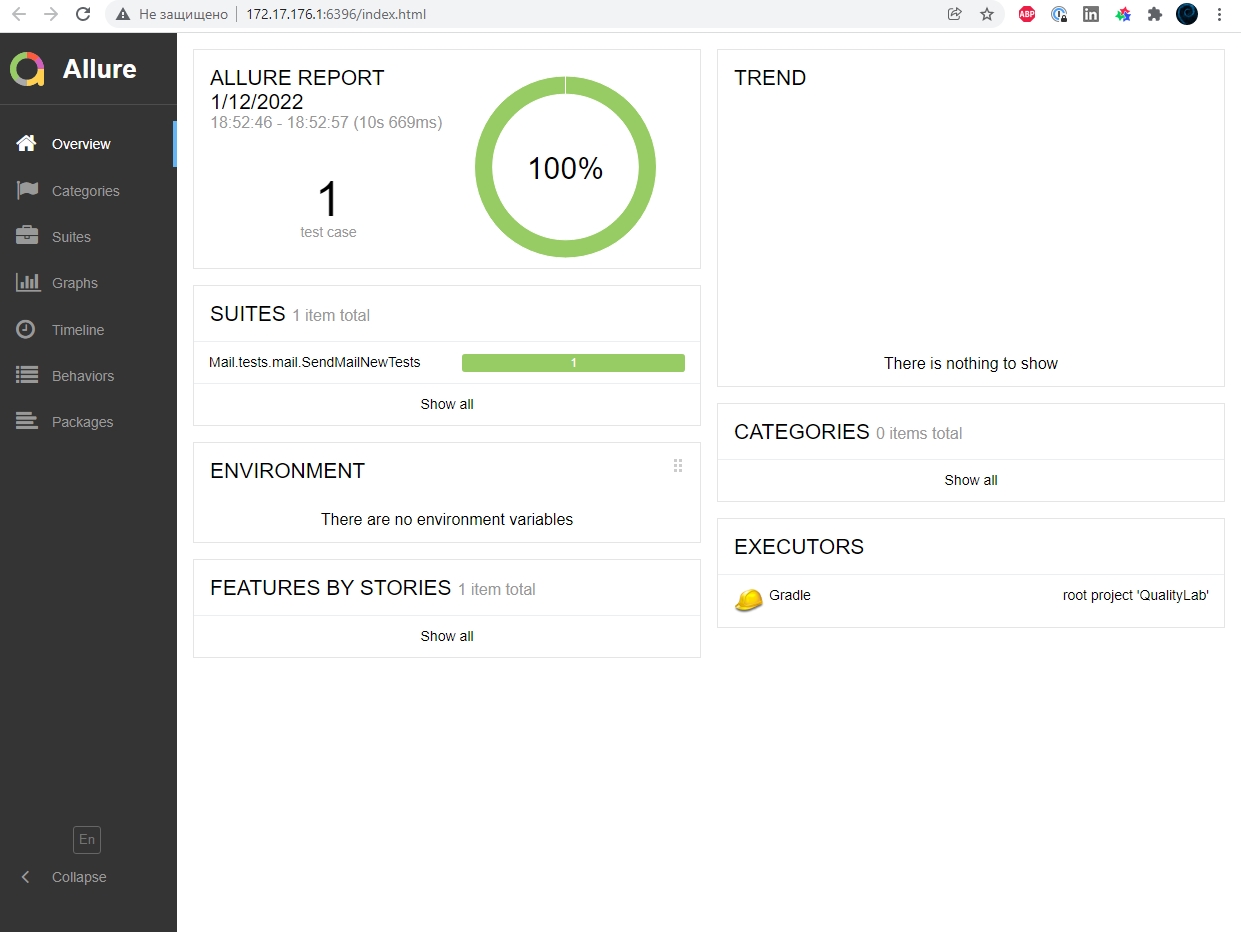 Не защищено
172.17.176.1:6396/index.html
ABP
in
Allure
Overview
Categories
Suites
Graphs
Timeline
Behaviors
Packages
En
Collapse
ALLURE REPORT
1/12/2022
18:52:46 - 18:52:57 (10s 669ms)
1
test case
100%
SUITES 1 item total
Mail.tests.mail.SendMailNewTests
1
Show all
ENVIRONMENT
There are no environment variables
FEATURES BY STORIES 1 item total
Show all
TREND
There is nothing to show
CATEGORIES 0 items total
Show all
EXECUTORS
Gradle
root project 'QualityLab'